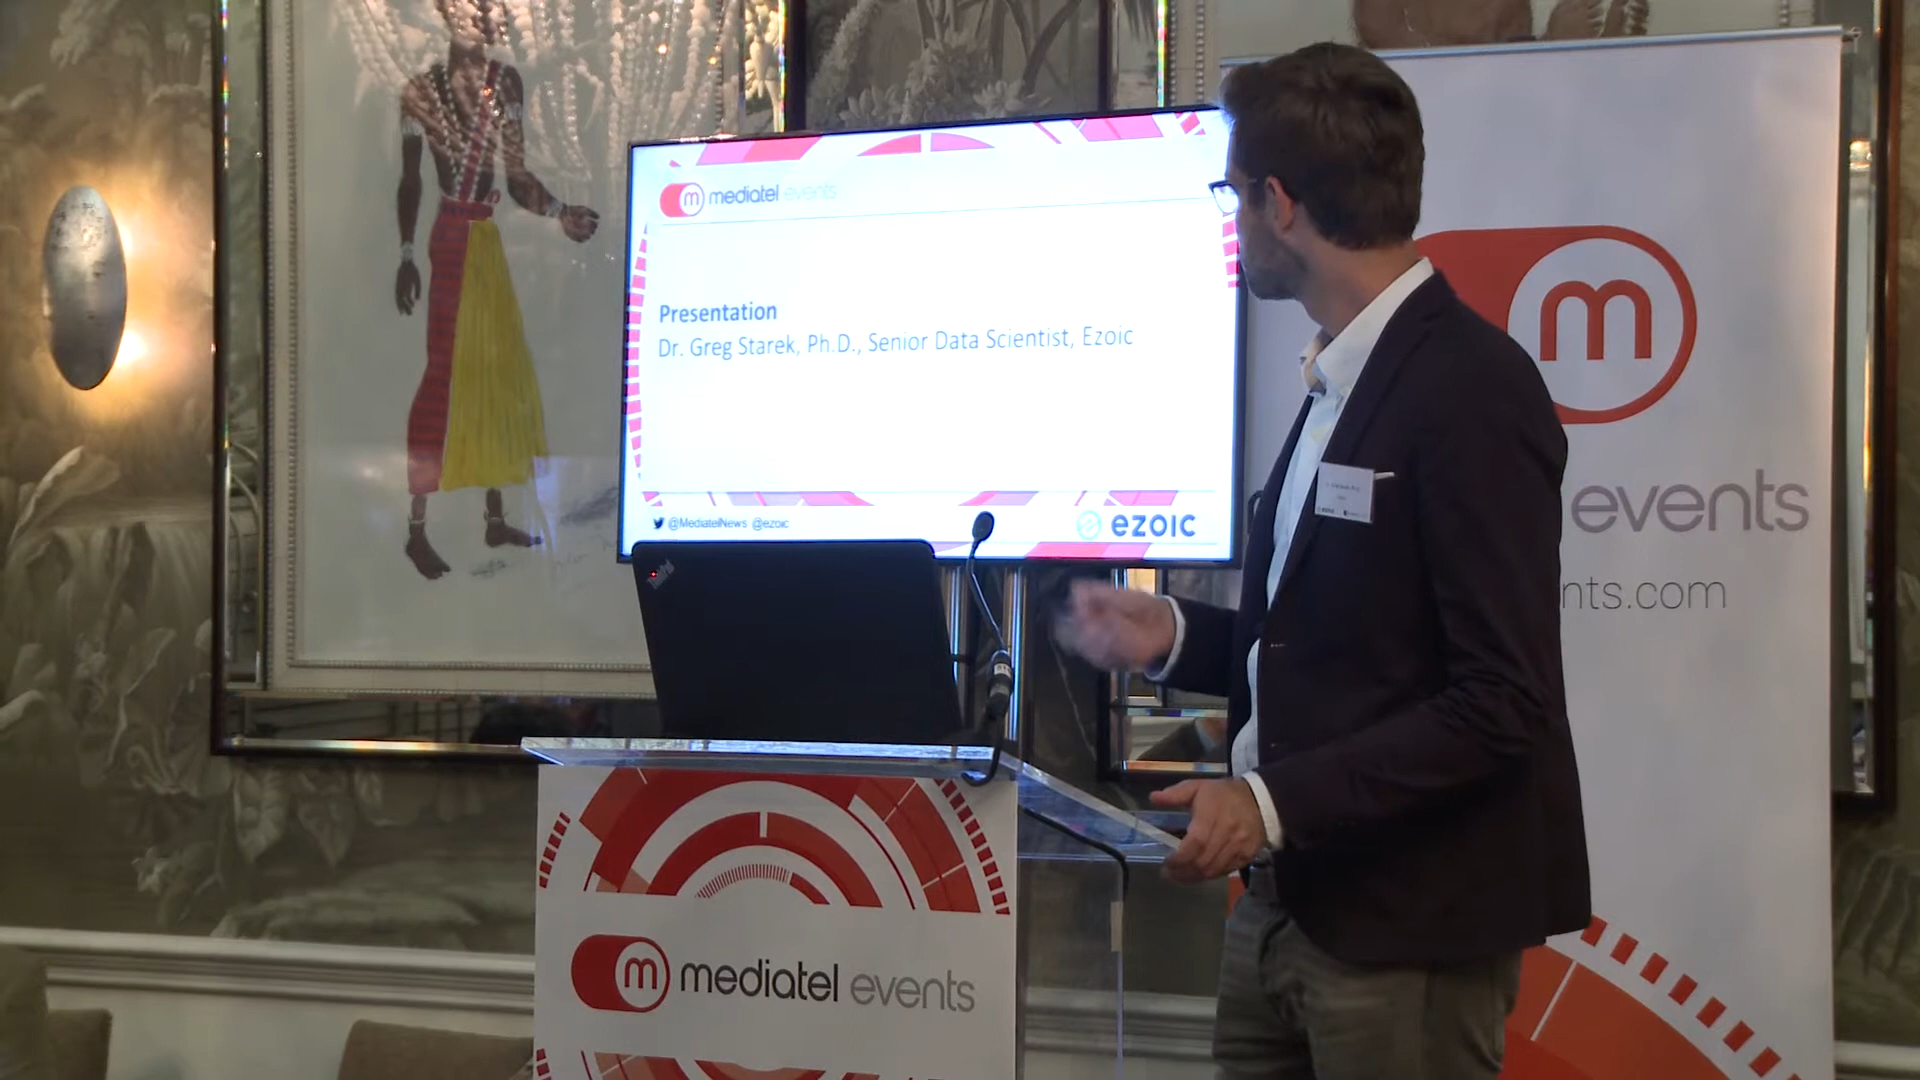 m mediatel events
Presentation
Dr. Greg Starek, Ph.D., Senior Data Scientist, Ezoic
@MediatelNews @ezoic
ezoic
ThinkPad
m
events
nts.com
m mediatel events